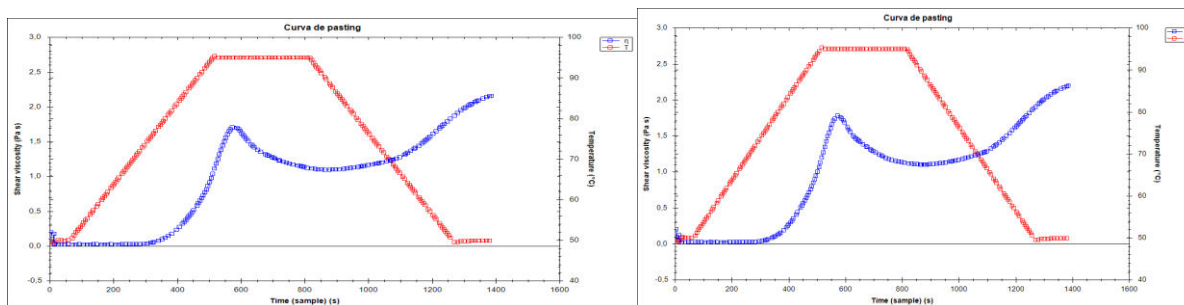 Curva de pasting
3,0
2,5
2,0
1,5
1,0
0,5
0,0
-0,5
Shear viscosity (Pa s)
0 200 400 600 800 1000 1200 1400 1600
Time (sample) (s)
100
90
80
70
60
50
40
Temperature (°C)
η
T
Curva de pasting
3,0
2,5
2,0
1,5
1,0
0,5
0,0
-0,5
Shear viscosity (Pa s)
0 200 400 600 800 1000 1200 1400 1600
Time (sample) (s)
100
90
80
70
60
50
40
Temperature (°C)